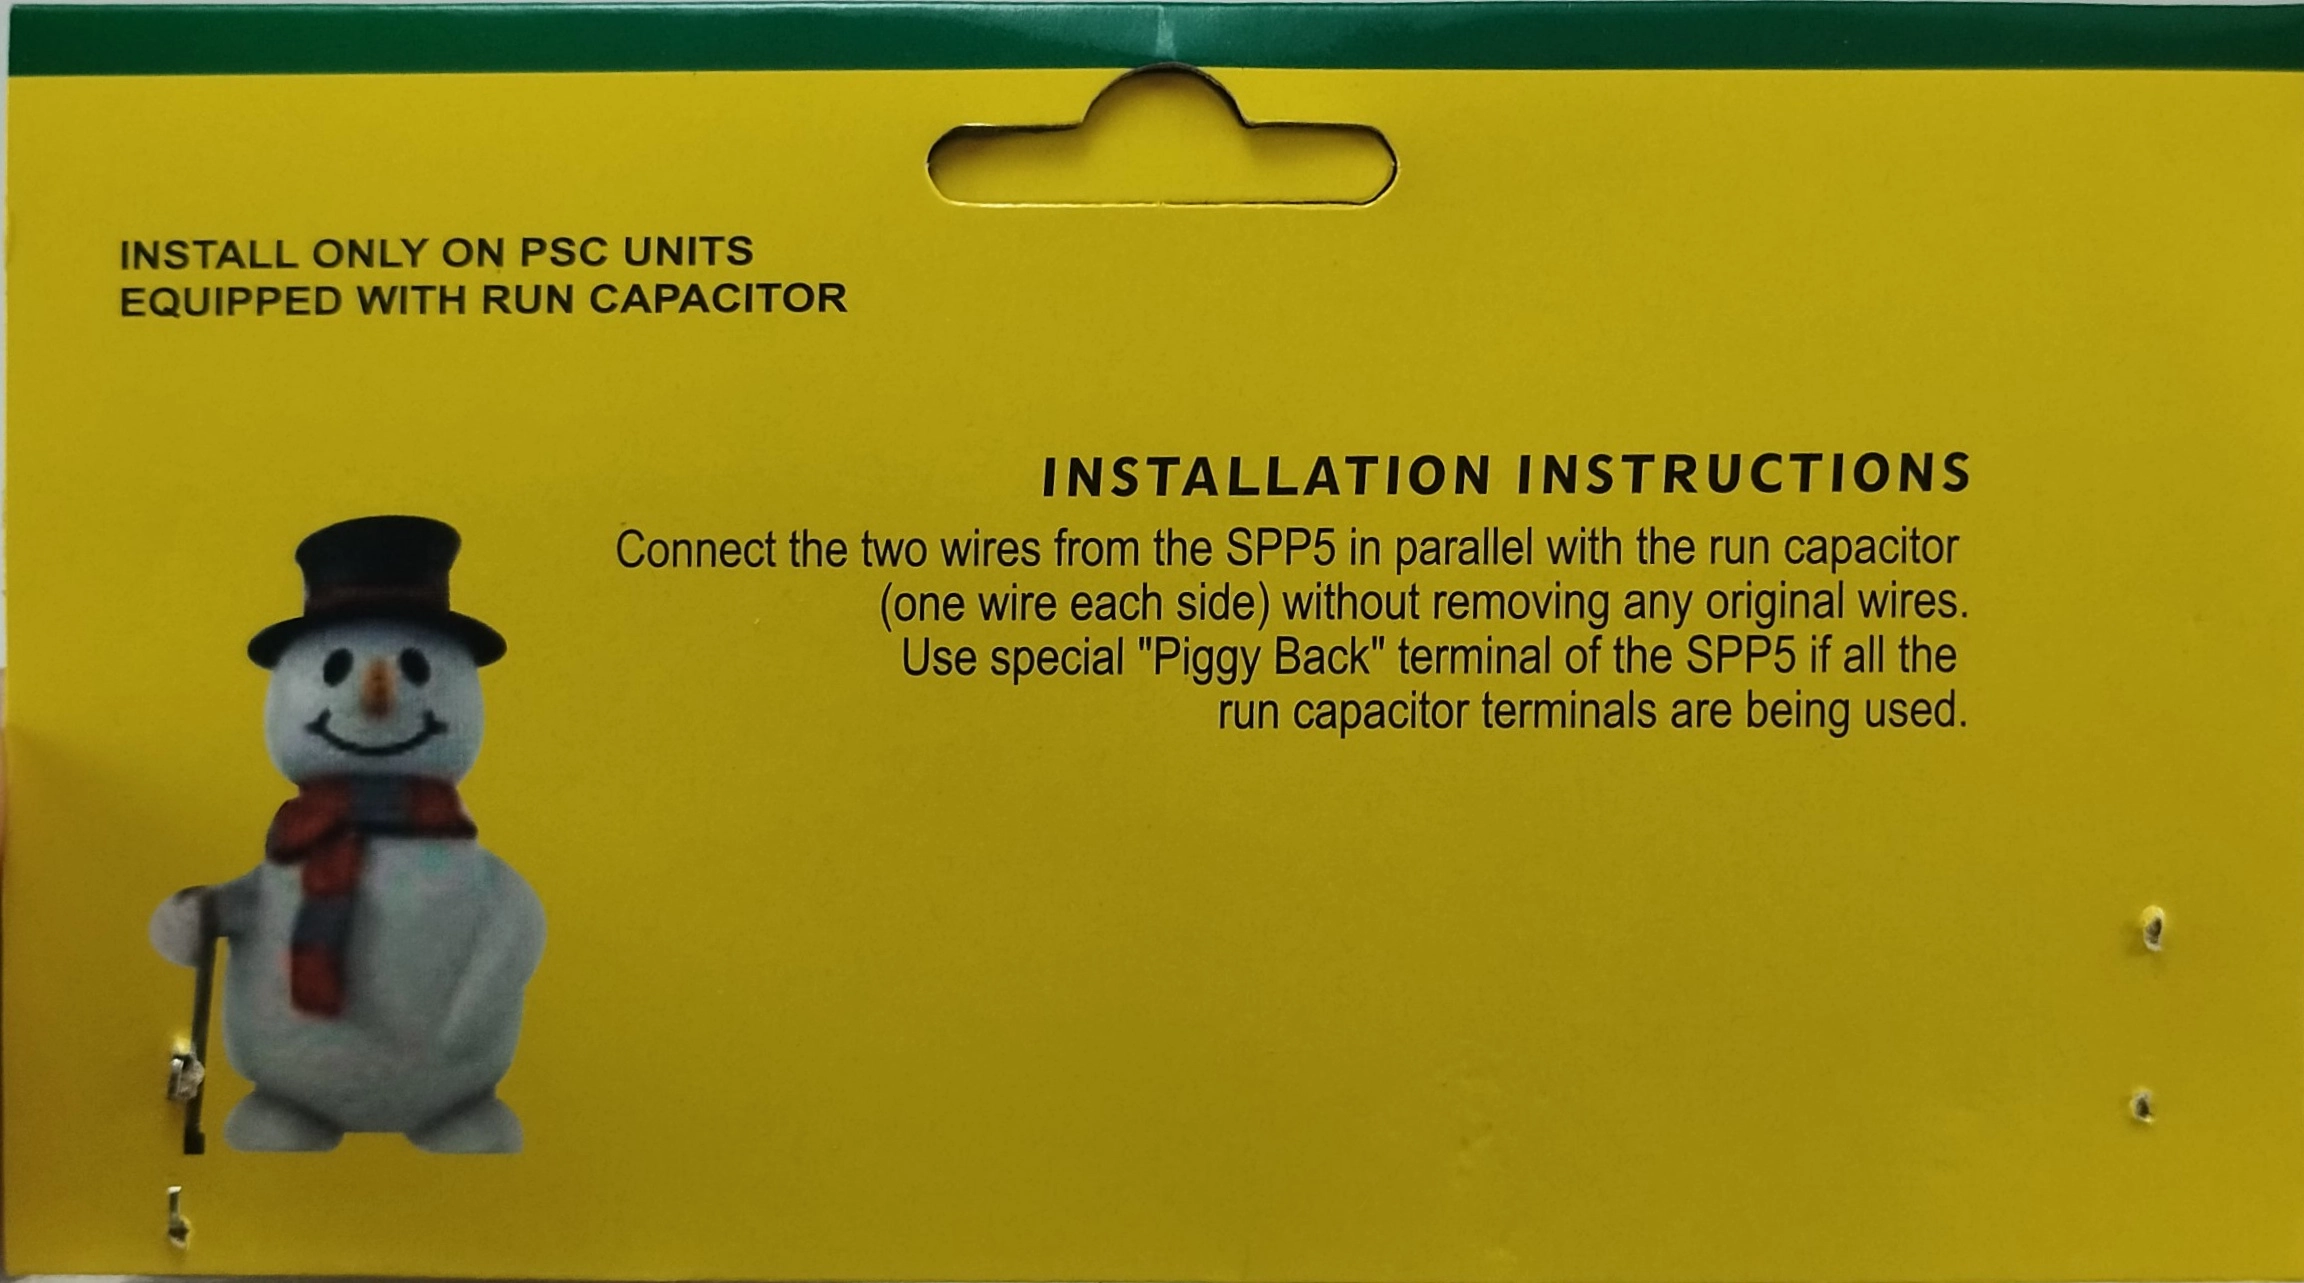 INSTALL ONLY ON PSC UNITS
EQUIPPED WITH RUN CAPACITOR
INSTALLATION INSTRUCTIONS
Connect the two wires from the SPP5 in parallel with the run capacitor
(one wire each side) without removing any original wires.
Use special "Piggy Back" terminal of the SPP5 if all the
run capacitor terminals are being used.